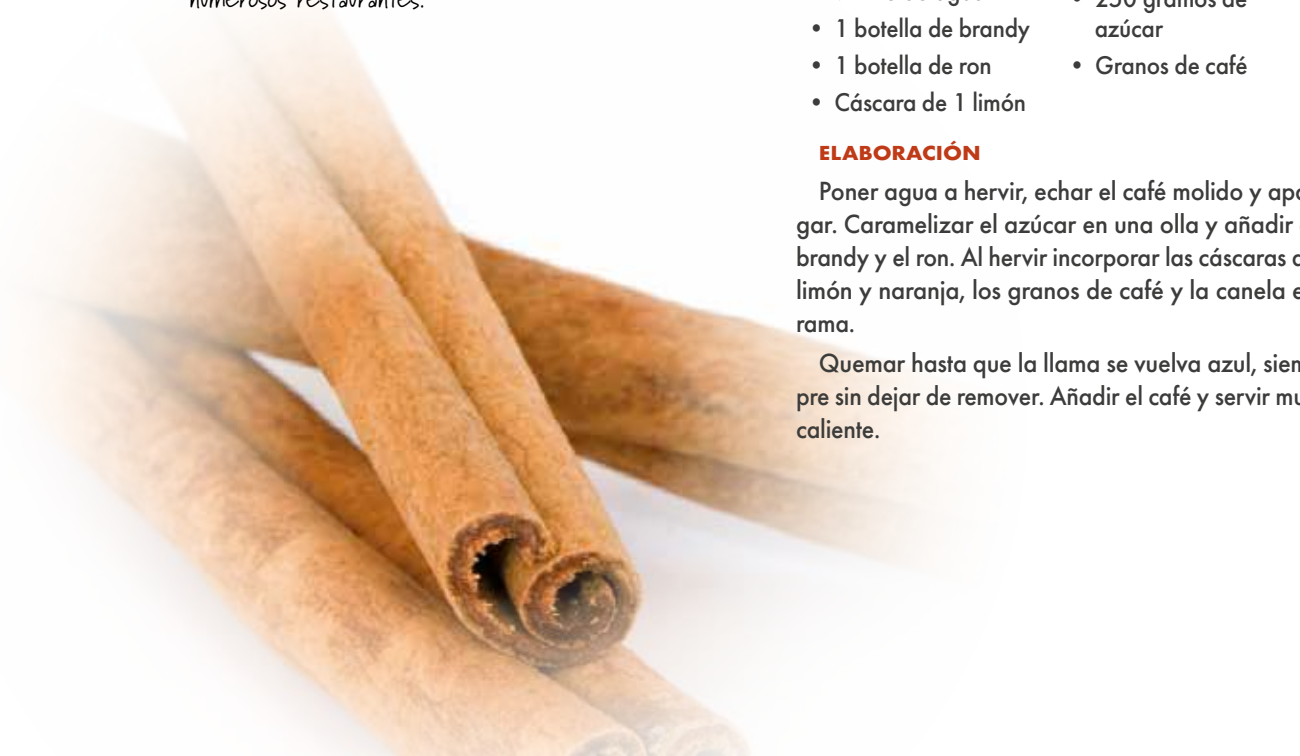 numerosos restaurantes.
250 gramos de
• 1 botella de brandy
azúcar
• 1 botella de ron
• Granos de café
• Cáscara de 1 limón
ELABORACIÓN
Poner agua a hervir, echar el café molido y apa
gar. Caramelizar el azúcar en una olla y añadir
brandy y el ron. Al hervir incorporar las cáscaras
limón y naranja, los granos de café y la canela e
rama.
Quemar hasta que la llama se vuelva azul, siem
pre sin dejar de remover. Añadir el café y servir mu
caliente.